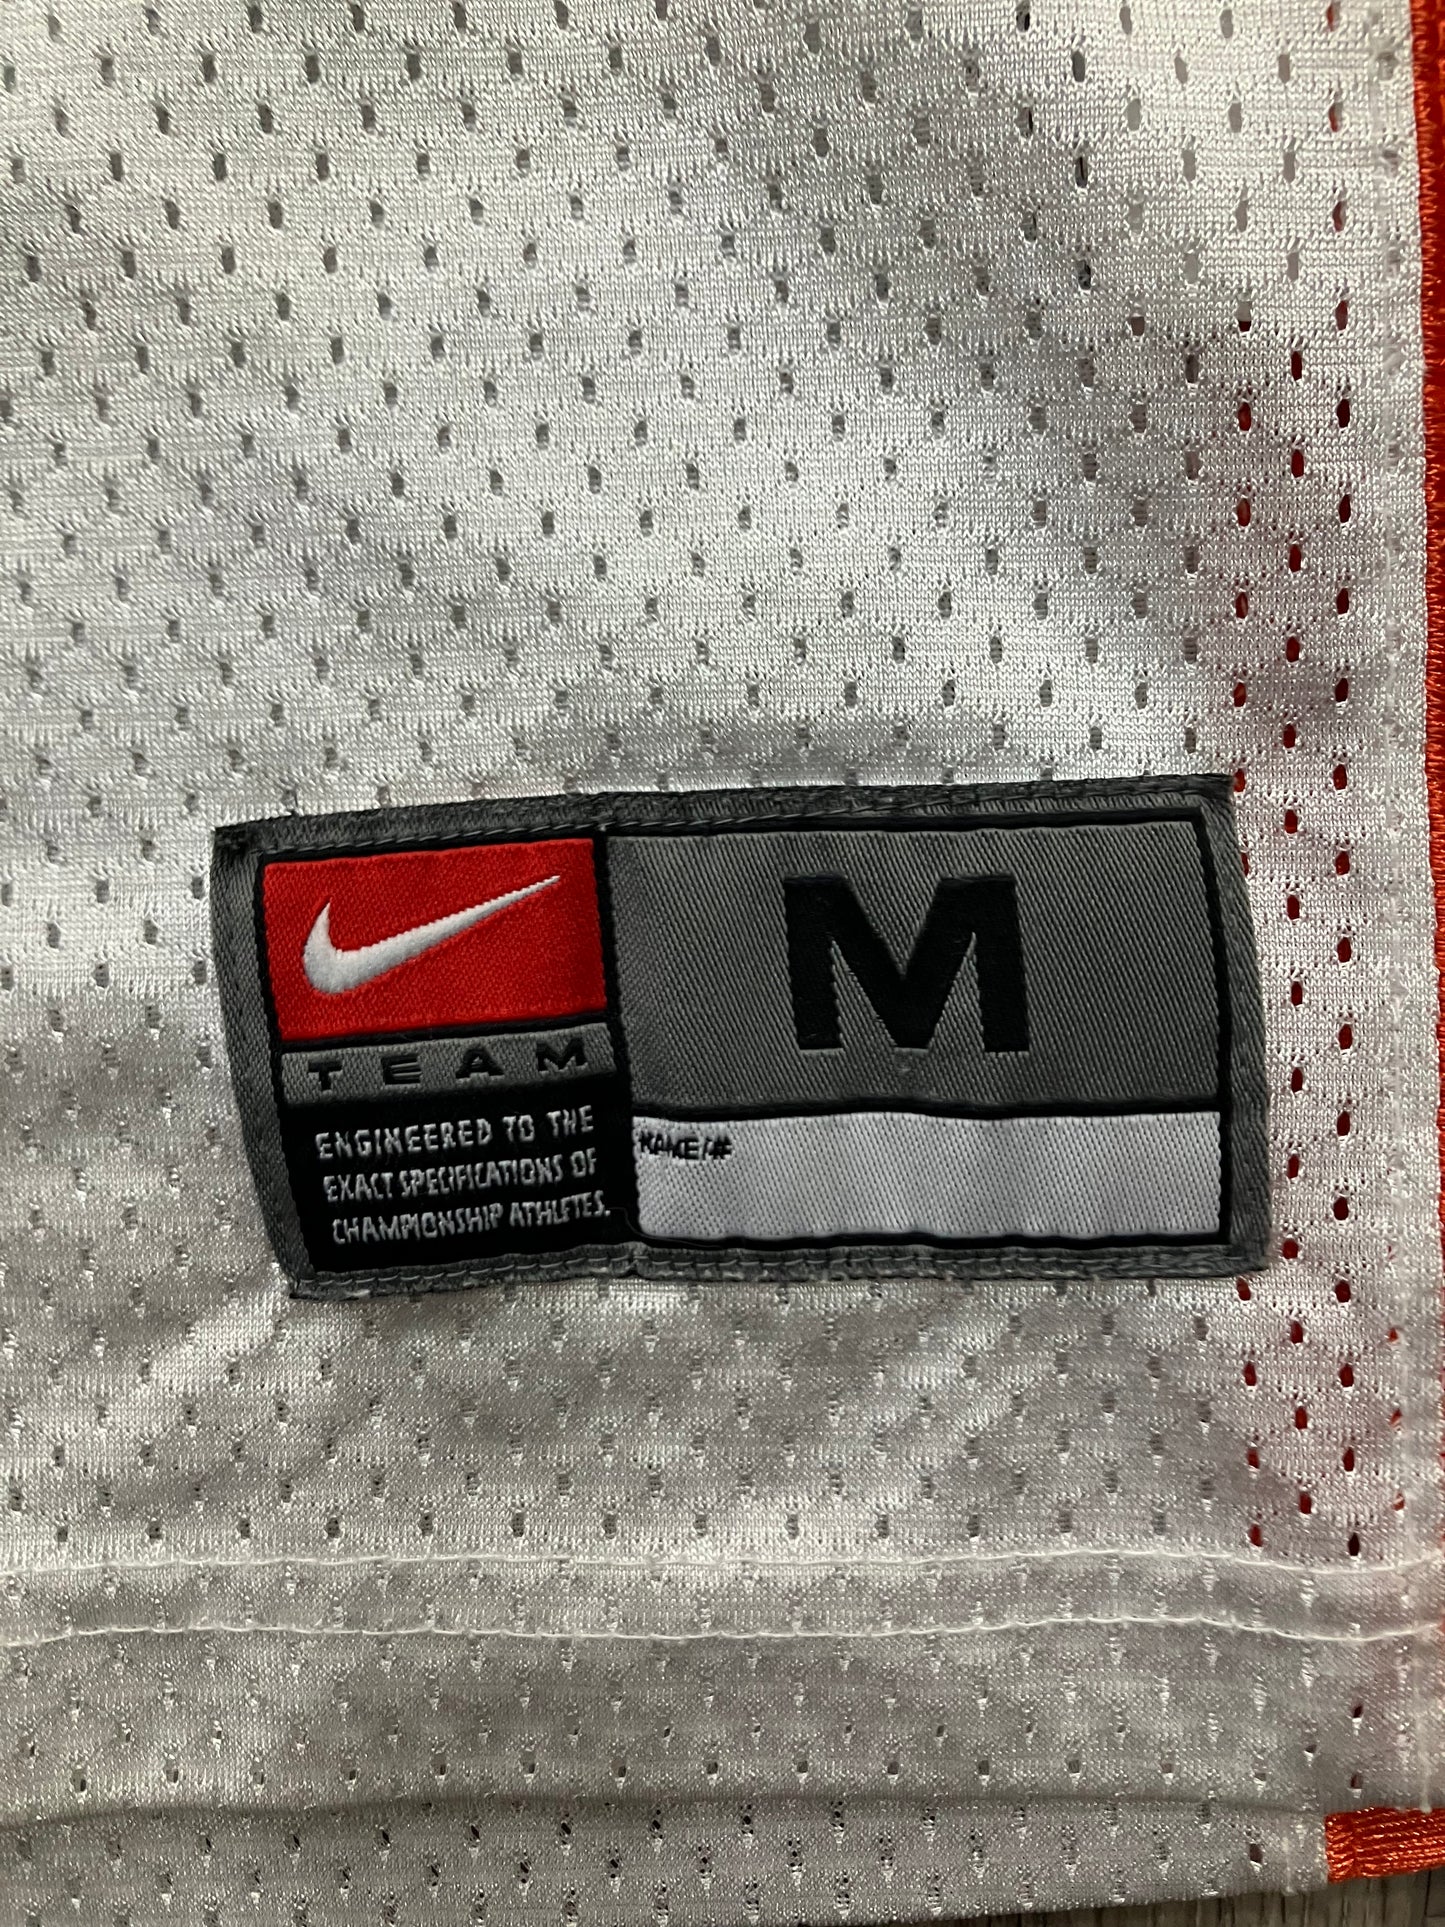 TEAM
ENGINEERED TO THE
EXACT SPECIFICATIONS OF
CHAMPIONSHIP ATHLETES.
M
NAME/#